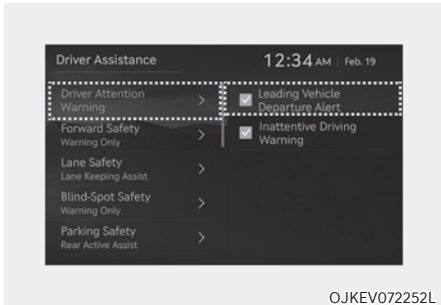 Driver Assistance
12:34 AM | Feb. 19
Driver Attention
Warning
Leading Vehicle
Departure Alert
Forward Safety
Warning Only
Inattentive Driving
Warning
Lane Safety
Lane Keeping Assist
Blind-Spot Safety
Warning Only
Parking Safety
Rear Active Assist
OJKEV072252L